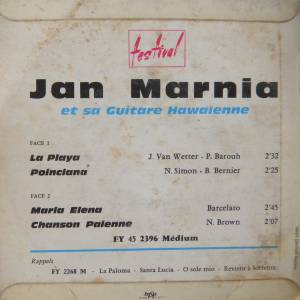 festival
Jan Marnia
et sa Guitare Hawaïenne
FACE 1
La Playa J. Van Wetter - P. Barouh 2'32
Poinciana N. Simon - B. Bernier 2'25
FACE 2
Maria Elena Barcelaro 2'45
Chanson Païenne N. Brown 2'07
FY 45 2396 Médium
Rappels
FY 2268 M - La Paloma - Santa Lucia - O sole mio - Reviens à Sorrente.